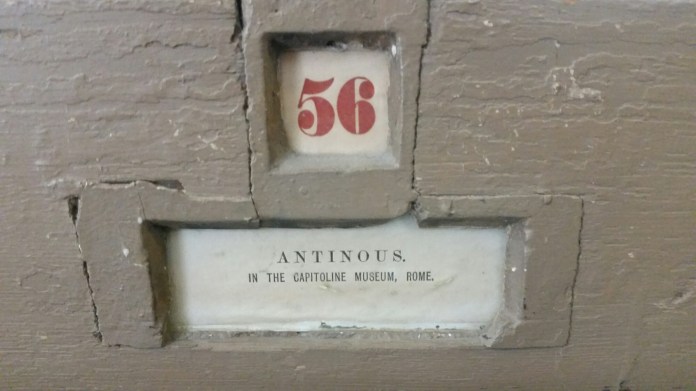 56
ANTINOUS.
IN THE CAPITOLINE MUSEUM, ROME.